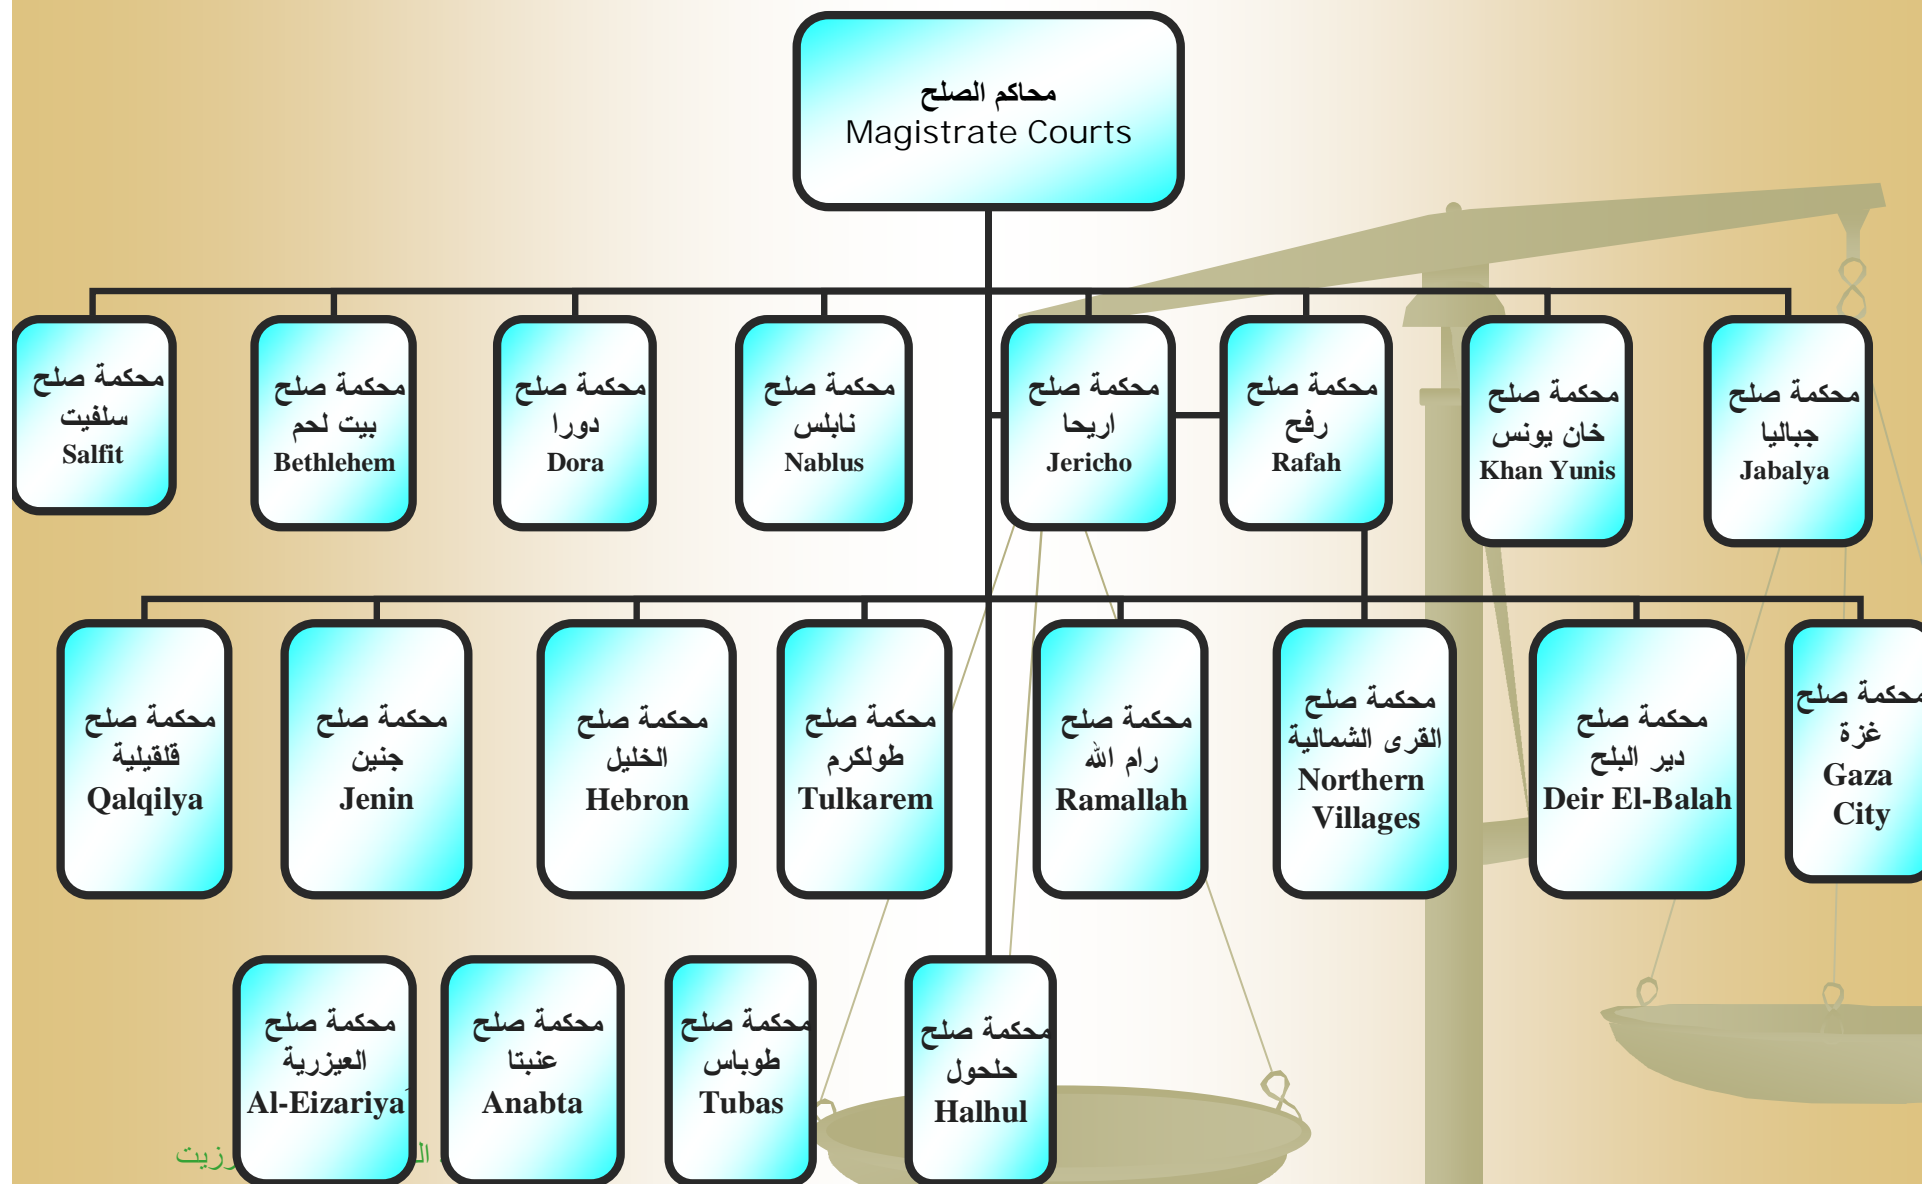 محاكم الصلح
Magistrate Courts
محكمة صلح
سلفيت
Salfit
محكمة صلح
بيت لحم
Bethlehem
محكمة صلح
دورا
Dora
محكمة صلح
نابلس
Nablus
محكمة صلح
اريحا
Jericho
محكمة صلح
رفح
Rafah
محكمة صلح
خان يونس
Khan Yunis
محكمة صلح
جباليا
Jabalya
محكمة صلح
قلقيلية
Qalqilya
محكمة صلح
جنين
Jenin
محكمة صلح
الخليل
Hebron
محكمة صلح
طولكرم
Tulkarem
محكمة صلح
رام الله
Ramallah
محكمة صلح
القرى الشمالية
Northern
Villages
محكمة صلح
دير البلح
Deir El-Balah
محكمة صلح
غزة
Gaza
City
محكمة صلح
العيزرية
Al-Eizariya
محكمة صلح
عنبتا
Anabta
محكمة صلح
طوباس
Tubas
محكمة صلح
حلحول
Halhul